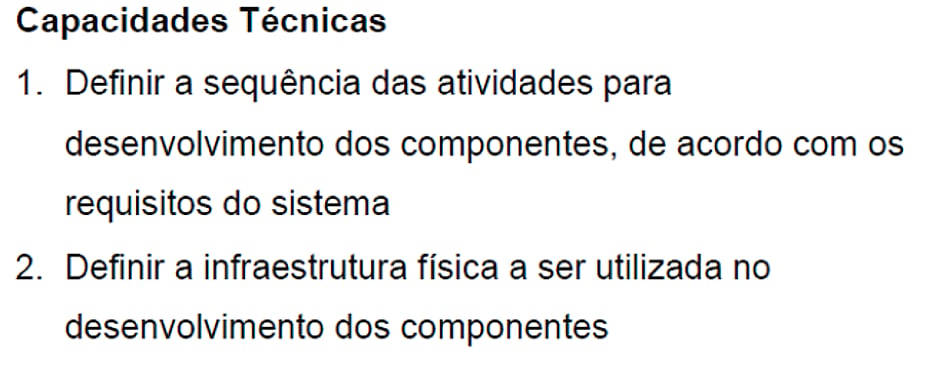 Capacidades Técnicas
1. Definir a sequência das atividades para
desenvolvimento dos componentes, de acordo com os
requisitos do sistema
2. Definir a infraestrutura física a ser utilizada no
desenvolvimento dos componentes